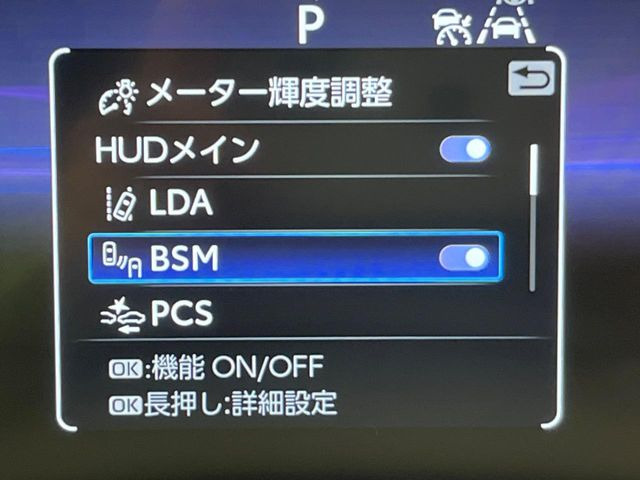 P
メーター輝度調整
HUDメイン
LDA
BSM
PCS
OK:機能 ON/OFF
OK長押し:詳細設定